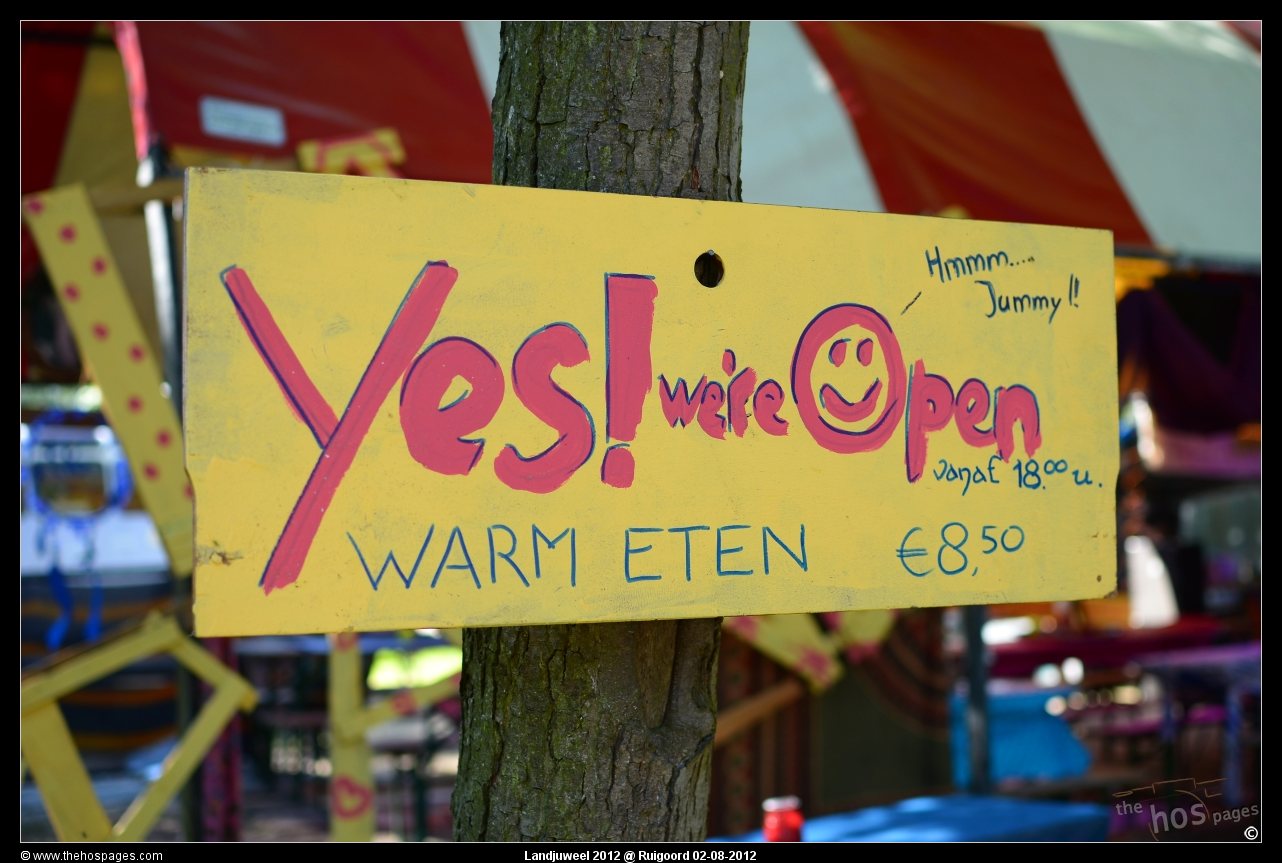 Hmmm....
Jummy!!
Yes! we're Open
vanaf 18.00 u.
WARM ETEN €8,50
the hos pages
©
© www.thehospages.com
Landjuweel 2012 @ Ruigoord 02-08-2012